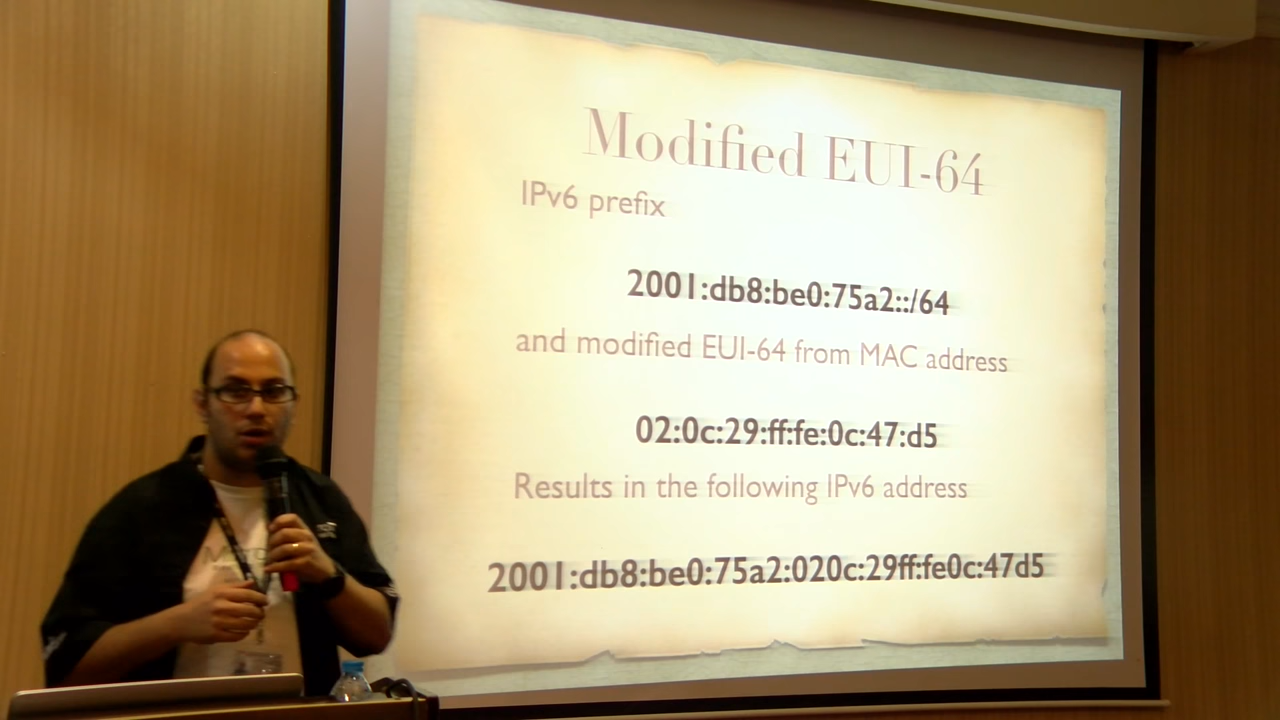 Modified EUI-64
IPv6 prefix
2001:db8:be0:75a2::/64
and modified EUI-64 from MAC address
02:0c:29:ff:fe:0c:47:d5
Results in the following IPv6 address
2001:db8:be0:75a2:020c:29ff:fe0c:47d5